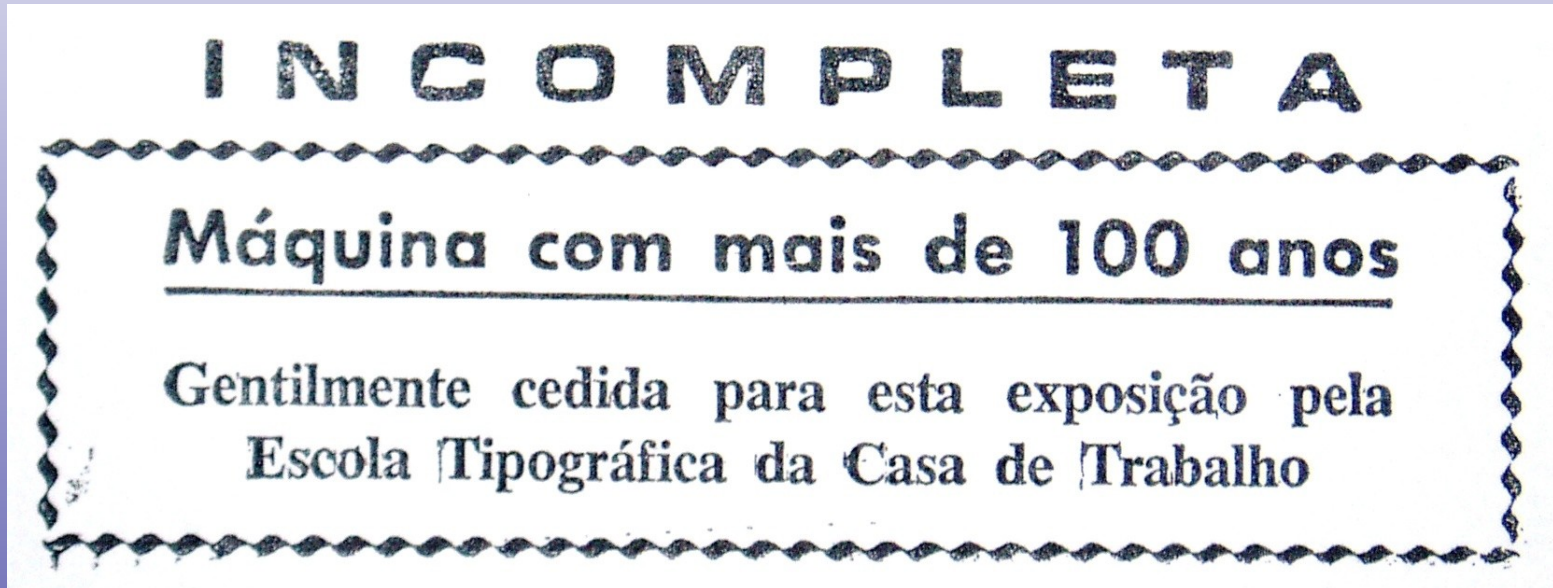 INCOMPLETA
Máquina com mais de 100 anos
Gentilmente cedida para esta exposição pela
Escola Tipográfica da Casa de Trabalho